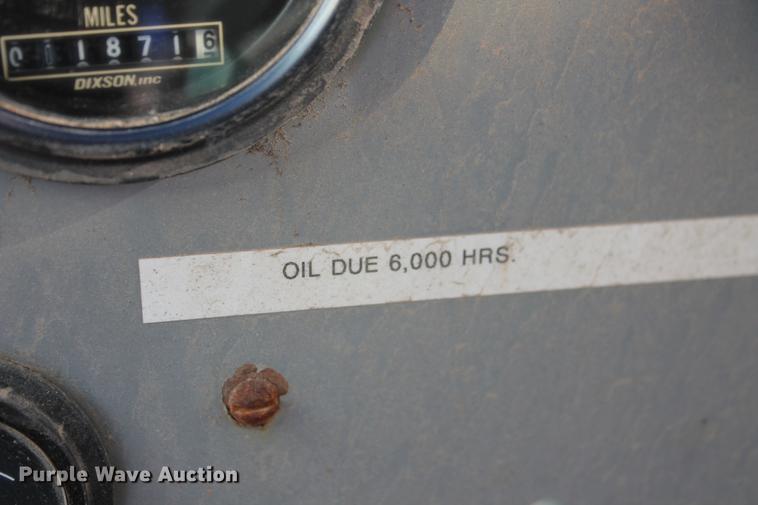 MILES
0 1 8 7 1 6
DIXSON, INC
OIL DUE 6,000 HRS.
Purple Wave Auction